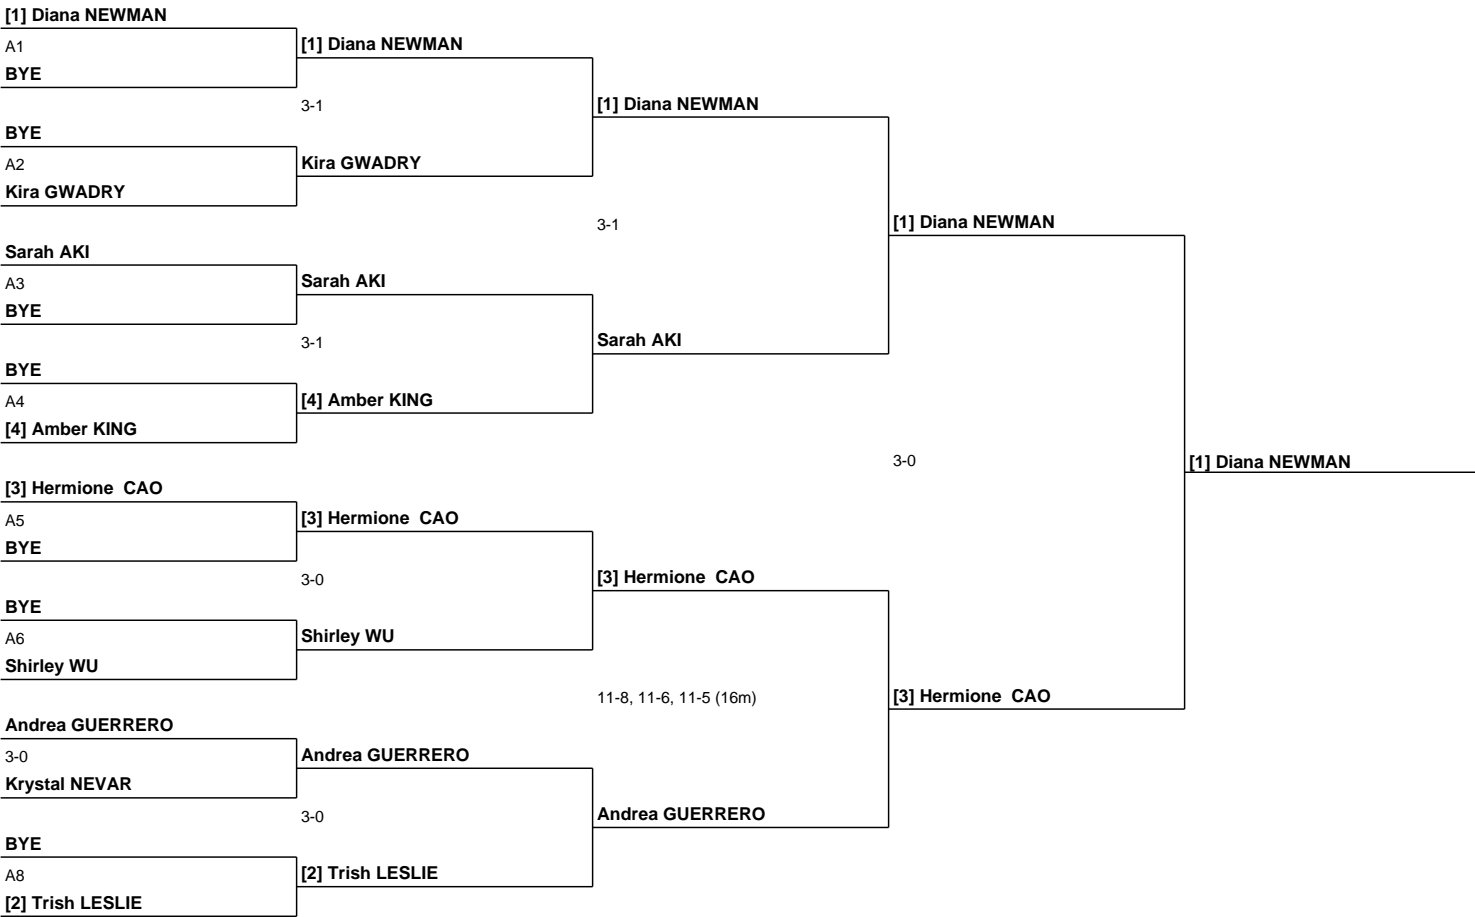 [1] Diana NEWMAN
A1
BYE
BYE
A2
Kira GWADRY
Sarah AKI
A3
BYE
BYE
A4
[4] Amber KING
[3] Hermione  CAO
A5
BYE
BYE
A6
Shirley WU
Andrea GUERRERO
3-0
Krystal NEVAR
BYE
A8
[2] Trish LESLIE
[1] Diana NEWMAN
3-1
Kira GWADRY
Sarah AKI
3-1
[4] Amber KING
[3] Hermione  CAO
3-0
Shirley WU
Andrea GUERRERO
3-0
[2] Trish LESLIE
[1] Diana NEWMAN
3-1
Sarah AKI
[3] Hermione  CAO
11-8, 11-6, 11-5 (16m)
Andrea GUERRERO
[1] Diana NEWMAN
3-0
[3] Hermione  CAO
[1] Diana NEWMAN